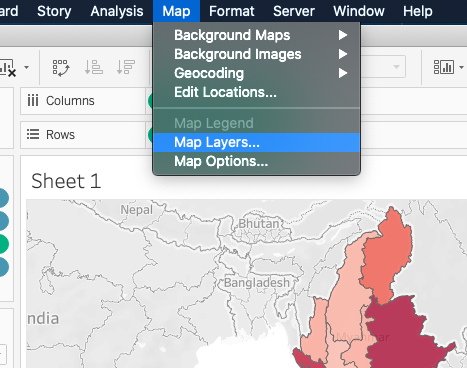 ard Story Analysis Map Format Server Window Help
Background Maps
Background Images
Geocoding
Edit Locations...
Map Legend
Map Layers...
Map Options...
Columns
Rows
Sheet 1
Nepal
Bhutan
Bangladesh
ndia
Myanmar